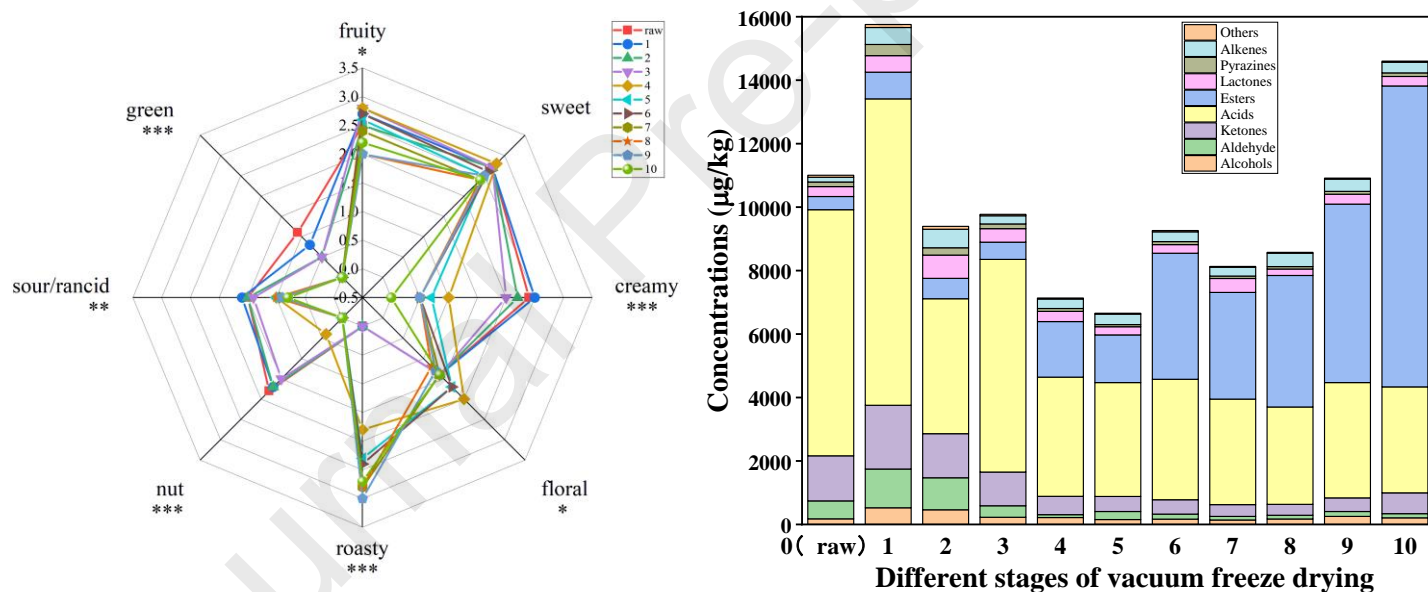 fruity
*
sweet
creamy
***
floral
*
roasty
***
nut
***
sour/rancid
**
green
***
3.5
3.0
2.5
2.0
1.5
1.0
0.5
0.0
-0.5
raw
1
2
3
4
5
6
7
8
9
10
urnal Pre-p
Concentrations (μg/kg)
16000
14000
12000
10000
8000
6000
4000
2000
0
Others
Alkenes
Pyrazines
Lactones
Esters
Acids
Ketones
Aldehyde
Alcohols
0( raw) 1 2 3 4 5 6 7 8 9 10
Different stages of vacuum freeze drying